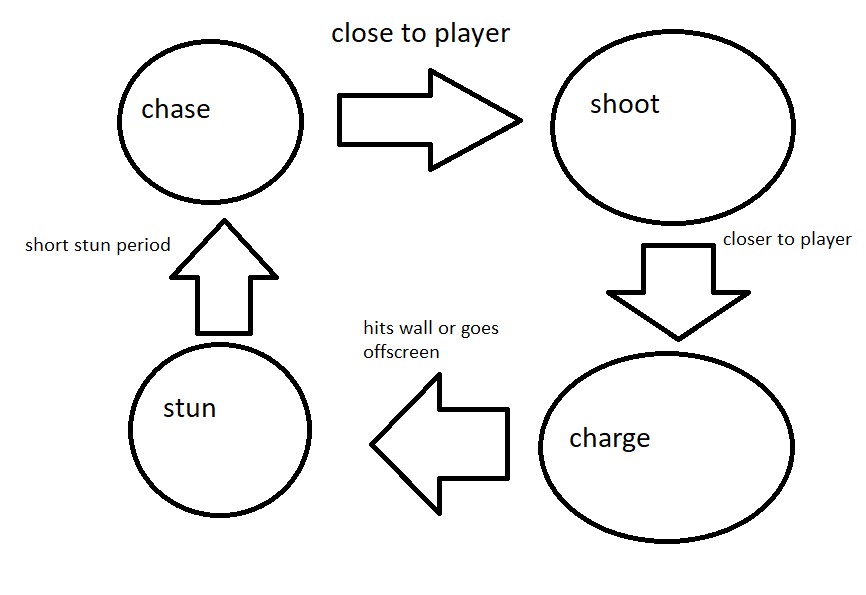 close to player
chase
shoot
short stun period
closer to player
hits wall or goes
offscreen
stun
charge